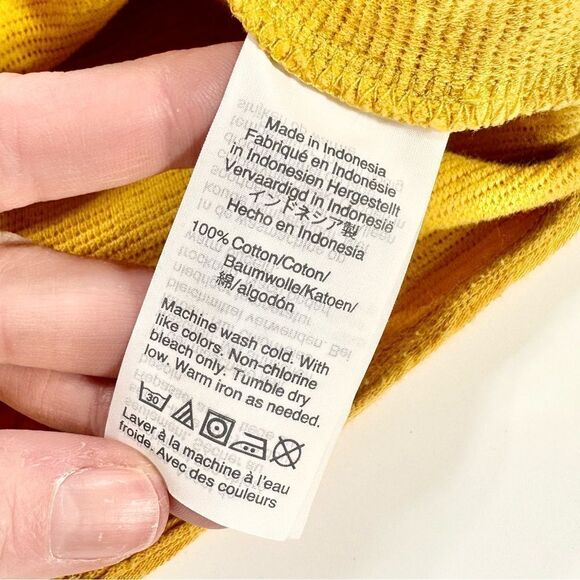 Made in Indonesia
Fabriqué en Indonésie
in Indonesien Hergestellt
Vervaardigd in Indonesië
インドネシア製
Hecho en Indonesia
100% Cotton/Coton/
Baumwolle/Katoen/
綿/algodón
Machine wash cold. With
like colors. Non-chlorine
bleach only. Tumble dry
low. Warm iron as needed.
30
Laver à la machine à l'eau
froide. Avec des couleurs